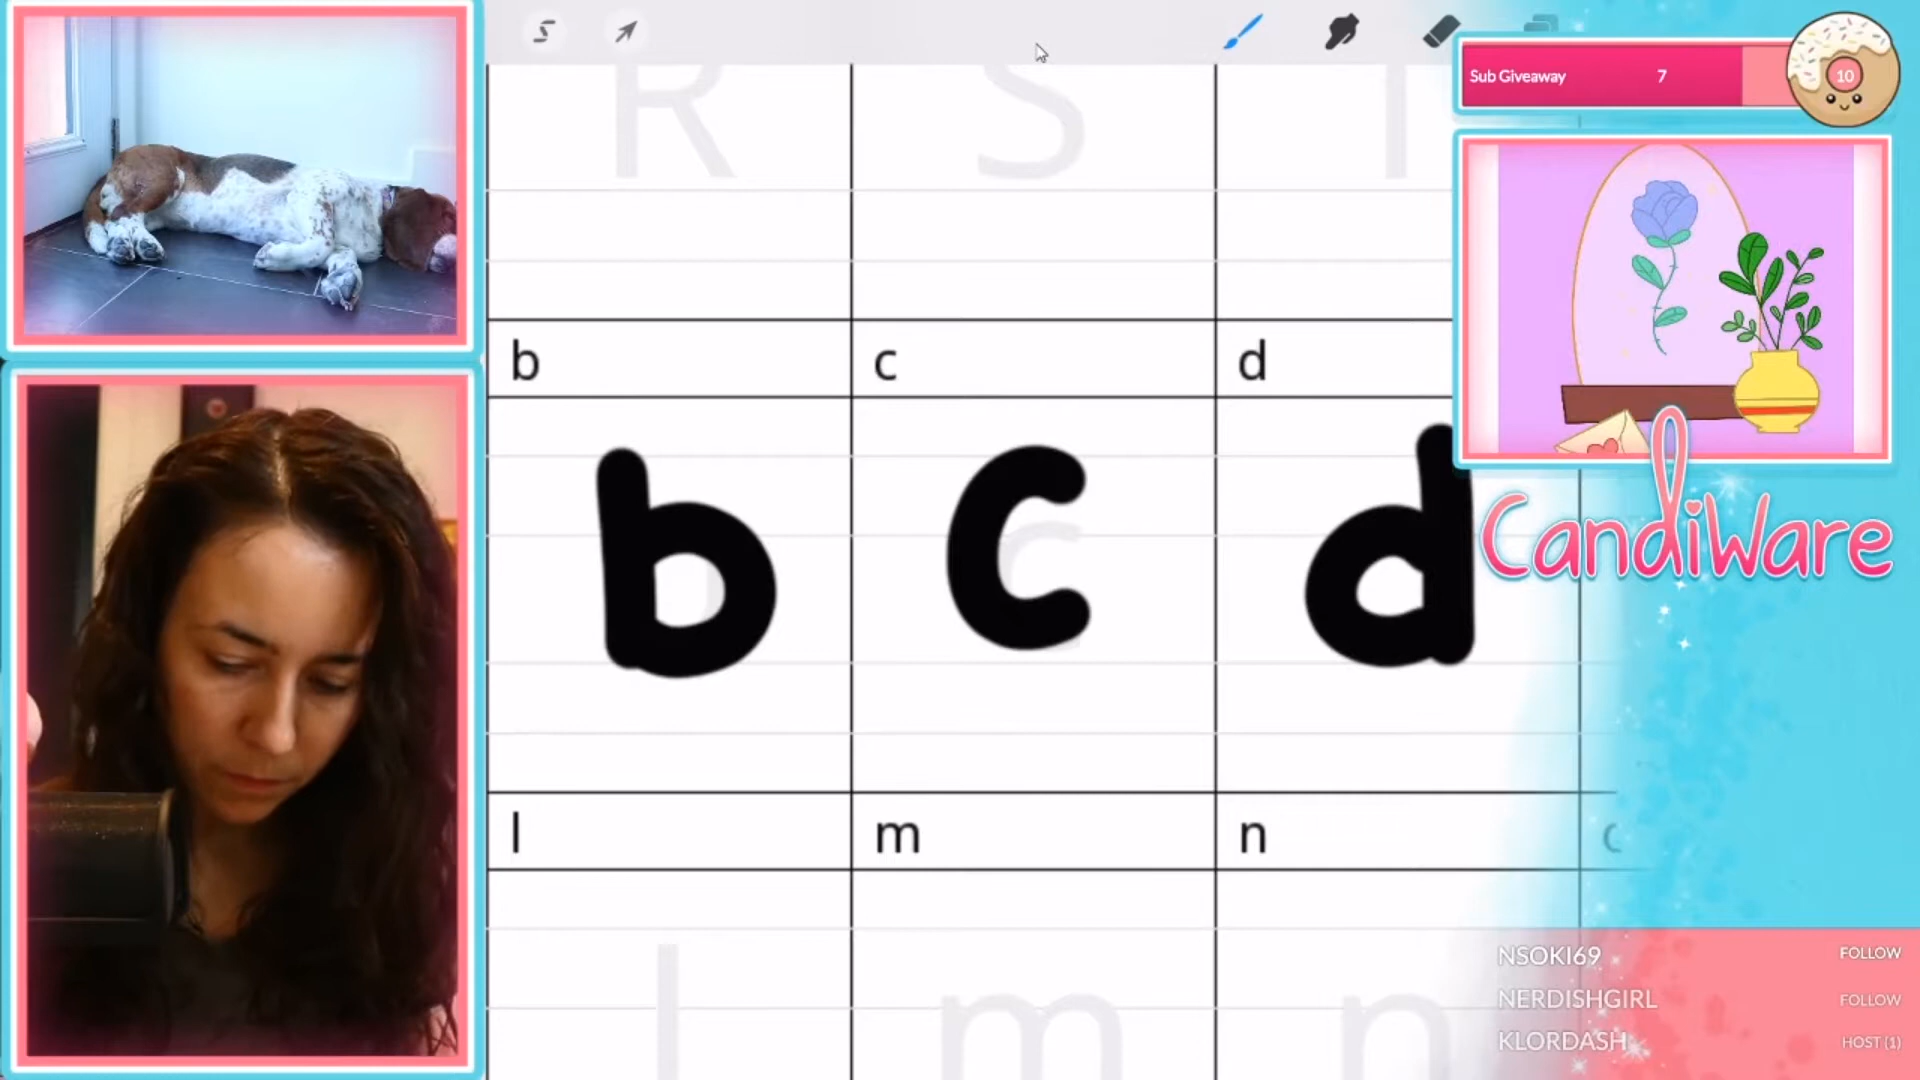 R S
Sub Giveaway 7 10
b c d
b c d
CandiWare
l m n
NSOKI69 FOLLOW
NERDISHGIRL FOLLOW
KLORDASH HOST (1)
l m n